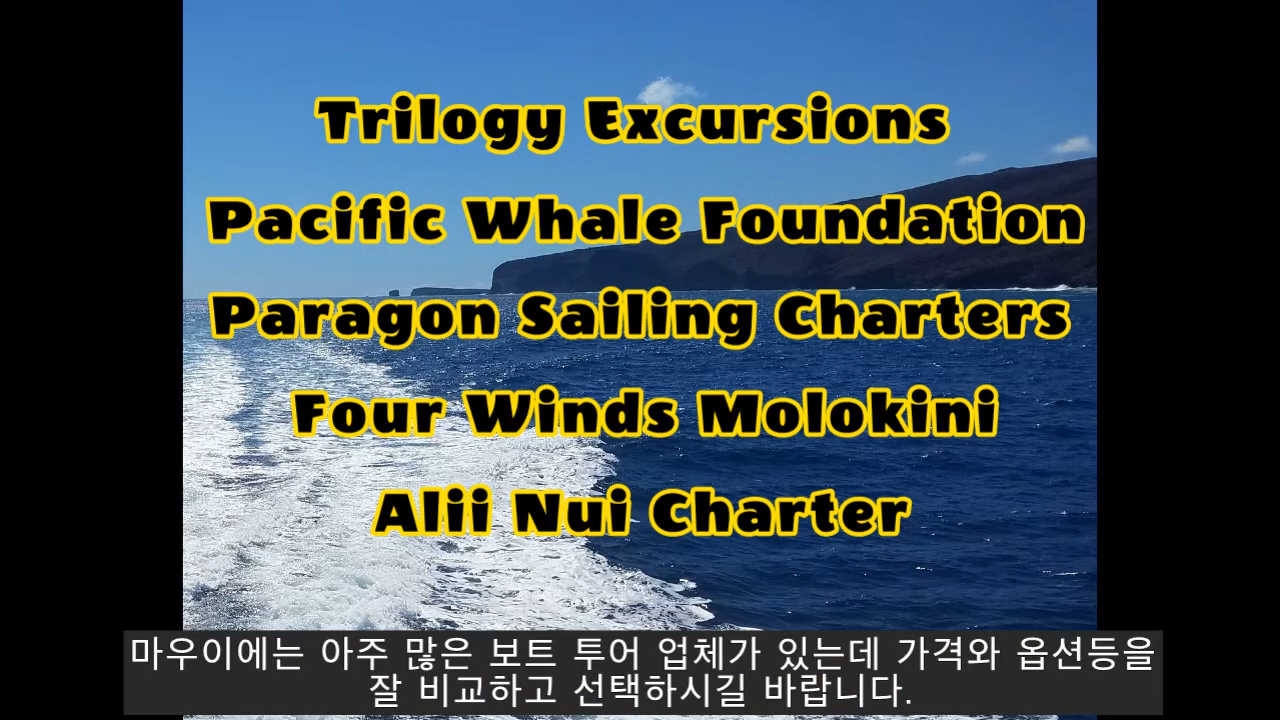 Trilogy Excursions
Pacific Whale Foundation
Paragon Sailing Charters
Four Winds Molokini
Alii Nui Charter
마우이에는 아주 많은 보트 투어 업체가 있는데 가격와 옵션등을
잘 비교하고 선택하시길 바랍니다.